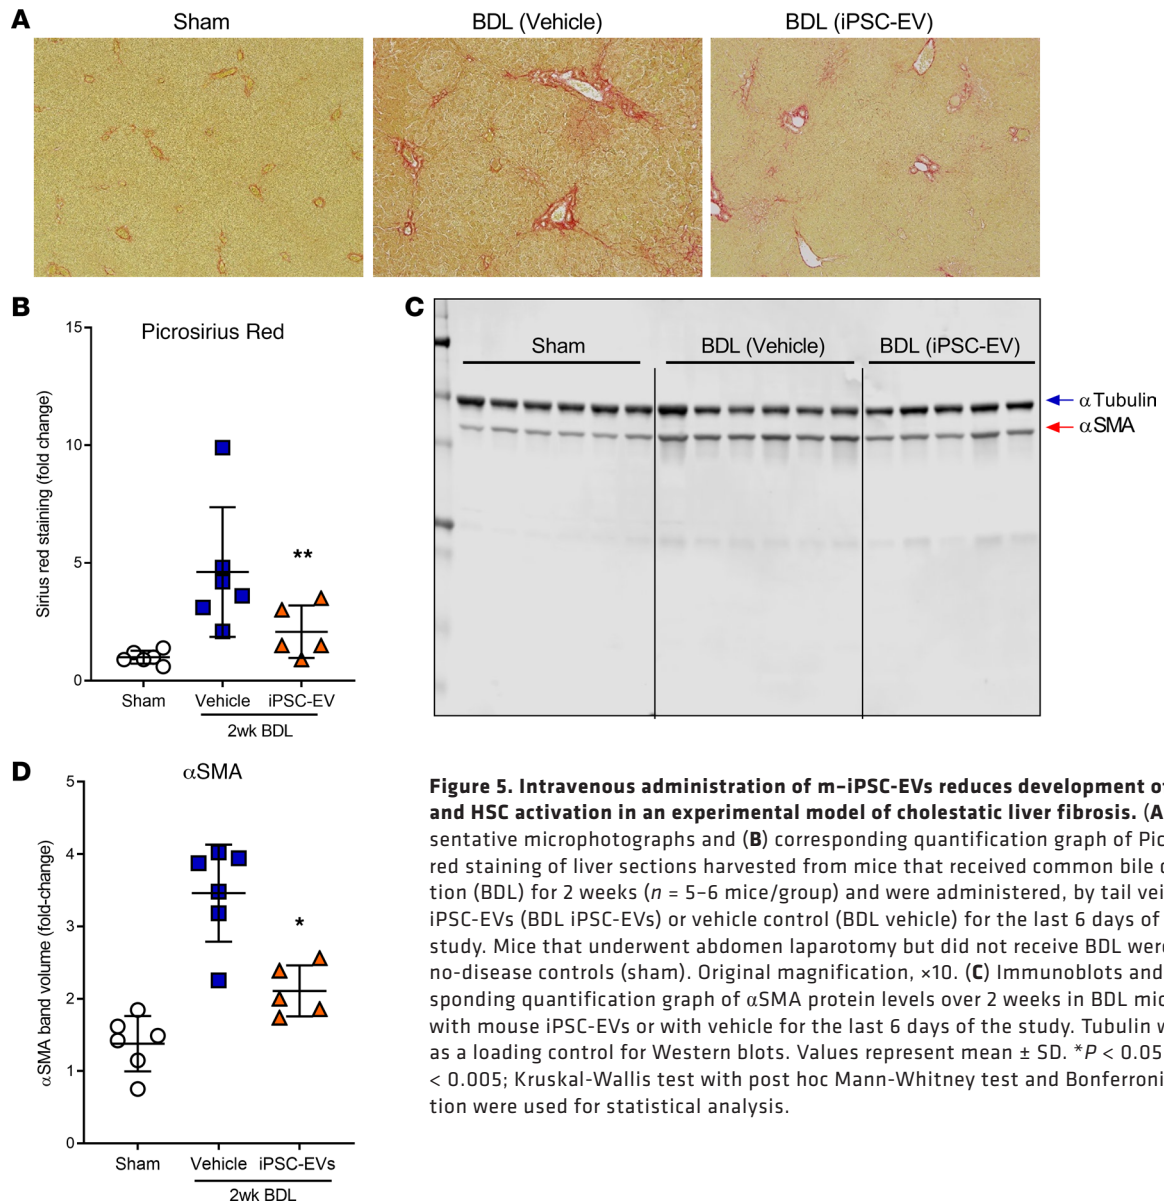 A
Sham
BDL (Vehicle)
BDL (iPSC-EV)
B
Picrosirius Red
Sirius red staining (fold change)
15
10
5
0
**
Sham
Vehicle
iPSC-EV
2wk BDL
C
Sham
BDL (Vehicle)
BDL (iPSC-EV)
αTubulin
αSMA
D
αSMA
αSMA band volume (fold-change)
5
4
3
2
1
0
*
Sham
Vehicle
iPSC-EVs
2wk BDL
Figure 5. Intravenous administration of m–iPSC-EVs reduces development of
and HSC activation in an experimental model of cholestatic liver fibrosis. (A
sentative microphotographs and (B) corresponding quantification graph of Pic
red staining of liver sections harvested from mice that received common bile d
tion (BDL) for 2 weeks (n = 5–6 mice/group) and were administered, by tail vei
iPSC-EVs (BDL iPSC-EVs) or vehicle control (BDL vehicle) for the last 6 days of
study. Mice that underwent abdomen laparotomy but did not receive BDL were
no-disease controls (sham). Original magnification, ×10. (C) Immunoblots and
sponding quantification graph of αSMA protein levels over 2 weeks in BDL mic
with mouse iPSC-EVs or with vehicle for the last 6 days of the study. Tubulin w
as a loading control for Western blots. Values represent mean ± SD. *P < 0.05
< 0.005; Kruskal-Wallis test with post hoc Mann-Whitney test and Bonferroni
tion were used for statistical analysis.